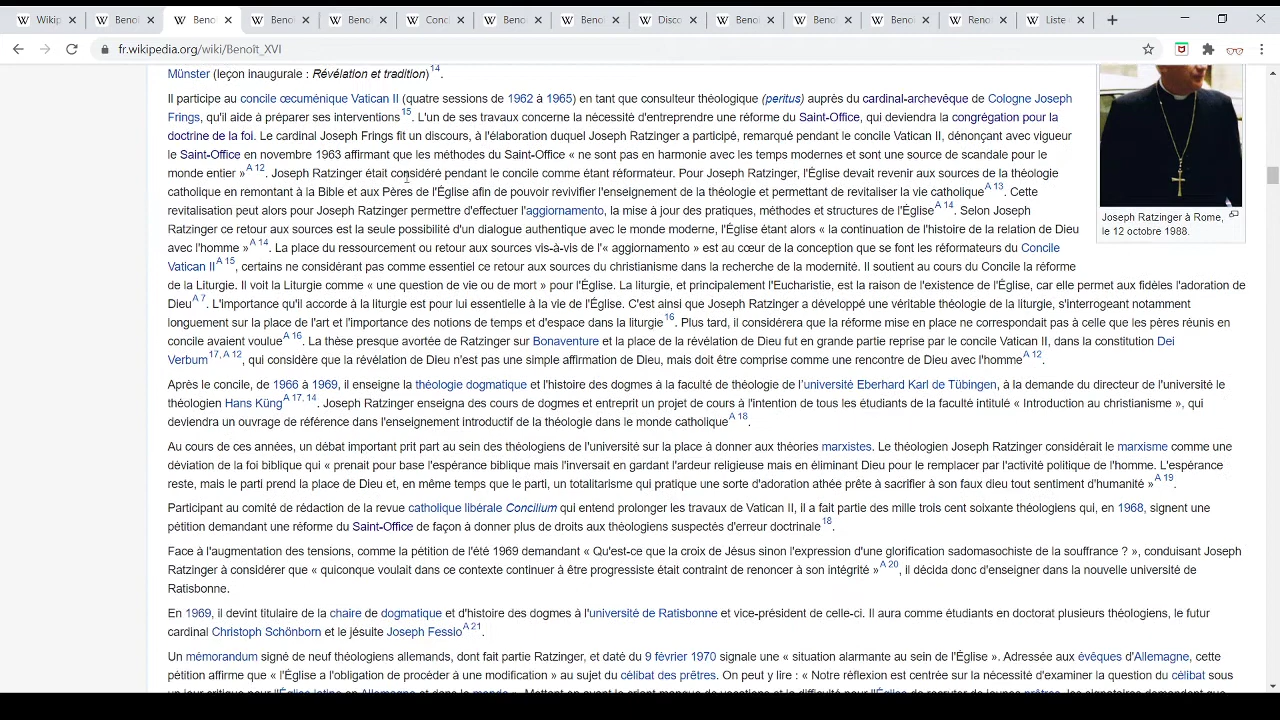 Wikip
Benoî
Benoî
Benoî
Benoî
Conc
Benoî
Benoî
Disco
Benoî
Benoî
Benoî
Reno
Liste
fr.wikipedia.org/wiki/Benoît_XVI
Münster (leçon inaugurale : Révélation et tradition)14.
Il participe au concile œcuménique Vatican II (quatre sessions de 1962 à 1965) en tant que consulteur théologique (peritus) auprès du cardinal-archevêque de Cologne Joseph
Frings, qu'il aide à préparer ses interventions15. L'un de ses travaux concerne la nécessité d'entreprendre une réforme du Saint-Office, qui deviendra la congrégation pour la
doctrine de la foi. Le cardinal Joseph Frings fit un discours, à l'élaboration duquel Joseph Ratzinger a participé, remarqué pendant le concile Vatican II, dénonçant avec vigueur
le Saint-Office en novembre 1963 affirmant que les méthodes du Saint-Office « ne sont pas en harmonie avec les temps modernes et sont une source de scandale pour le
monde entier »A 12. Joseph Ratzinger était considéré pendant le concile comme étant réformateur. Pour Joseph Ratzinger, l'Église devait revenir aux sources de la théologie
catholique en remontant à la Bible et aux Pères de l'Église afin de pouvoir revivifier l'enseignement de la théologie et permettant de revitaliser la vie catholiqueA 13. Cette
revitalisation peut alors pour Joseph Ratzinger permettre d'effectuer l'aggiornamento, la mise à jour des pratiques, méthodes et structures de l'ÉgliseA 14. Selon Joseph
Ratzinger ce retour aux sources est la seule possibilité d'un dialogue authentique avec le monde moderne, l'Église étant alors « la continuation de l'histoire de la relation de Dieu
avec l'homme »A 14. La place du ressourcement ou retour aux sources vis-à-vis de l'« aggiornamento » est au cœur de la conception que se font les réformateurs du Concile
Vatican IIA 15, certains ne considérant pas comme essentiel ce retour aux sources du christianisme dans la recherche de la modernité. Il soutient au cours du Concile la réforme
de la Liturgie. Il voit la Liturgie comme « une question de vie ou de mort » pour l'Église. La liturgie, et principalement l'Eucharistie, est la raison de l'existence de l'Église, car elle permet aux fidèles l'adoration de
DieuA 7. L'importance qu'il accorde à la liturgie est pour lui essentielle à la vie de l'Église. C'est ainsi que Joseph Ratzinger a développé une véritable théologie de la liturgie, s'interrogeant notamment
longuement sur la place de l'art et l'importance des notions de temps et d'espace dans la liturgie16. Plus tard, il considérera que la réforme mise en place ne correspondait pas à celle que les pères réunis en
concile avaient voulueA 16. La thèse presque avortée de Ratzinger sur Bonaventure et la place de la révélation de Dieu fut en grande partie reprise par le concile Vatican II, dans la constitution Dei
Verbum17, A 12, qui considère que la révélation de Dieu n'est pas une simple affirmation de Dieu, mais doit être comprise comme une rencontre de Dieu avec l'hommeA 12.
Après le concile, de 1966 à 1969, il enseigne la théologie dogmatique et l'histoire des dogmes à la faculté de théologie de l'université Eberhard Karl de Tübingen, à la demande du directeur de l'université le
théologien Hans KüngA 17, 14. Joseph Ratzinger enseigna des cours de dogmes et entreprit un projet de cours à l'intention de tous les étudiants de la faculté intitulé « Introduction au christianisme », qui
deviendra un ouvrage de référence dans l'enseignement introductif de la théologie dans le monde catholiqueA 18.
Au cours de ces années, un débat important prit part au sein des théologiens de l'université sur la place à donner aux théories marxistes. Le théologien Joseph Ratzinger considérait le marxisme comme une
déviation de la foi biblique qui « prenait pour base l'espérance biblique mais l'inversait en gardant l'ardeur religieuse mais en éliminant Dieu pour le remplacer par l'activité politique de l'homme. L'espérance
reste, mais le parti prend la place de Dieu et, en même temps que le parti, un totalitarisme qui pratique une sorte d'adoration athée prête à sacrifier à son faux dieu tout sentiment d'humanité »A 19.
Participant au comité de rédaction de la revue catholique libérale Concilium qui entend prolonger les travaux de Vatican II, il a fait partie des mille trois cent soixante théologiens qui, en 1968, signent une
pétition demandant une réforme du Saint-Office de façon à donner plus de droits aux théologiens suspectés d'erreur doctrinale18.
Face à l'augmentation des tensions, comme la pétition de l'été 1969 demandant « Qu'est-ce que la croix de Jésus sinon l'expression d'une glorification sadomasochiste de la souffrance ? », conduisant Joseph
Ratzinger à considérer que « quiconque voulait dans ce contexte continuer à être progressiste était contraint de renoncer à son intégrité »A 20, il décida donc d'enseigner dans la nouvelle université de
Ratisbonne.
En 1969, il devint titulaire de la chaire de dogmatique et d'histoire des dogmes à l'université de Ratisbonne et vice-président de celle-ci. Il aura comme étudiants en doctorat plusieurs théologiens, le futur
cardinal Christoph Schönborn et le jésuite Joseph FessioA 21.
Un mémorandum signé de neuf théologiens allemands, dont fait partie Ratzinger, et daté du 9 février 1970 signale une « situation alarmante au sein de l'Église ». Adressée aux évêques d'Allemagne, cette
pétition affirme que « l'Église a l'obligation de procéder à une modification » au sujet du célibat des prêtres. On peut y lire : « Notre réflexion est centrée sur la nécessité d'examiner la question du célibat sous
Joseph Ratzinger à Rome,
le 12 octobre 1988.